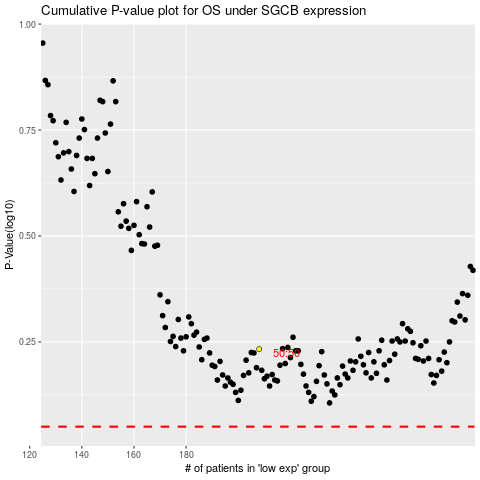 Cumulative P-value plot for OS under SGCB expression
1.00
0.75
0.50
0.25
P-Value(log10)
50:50
120 140 160 180
# of patients in 'low exp' group